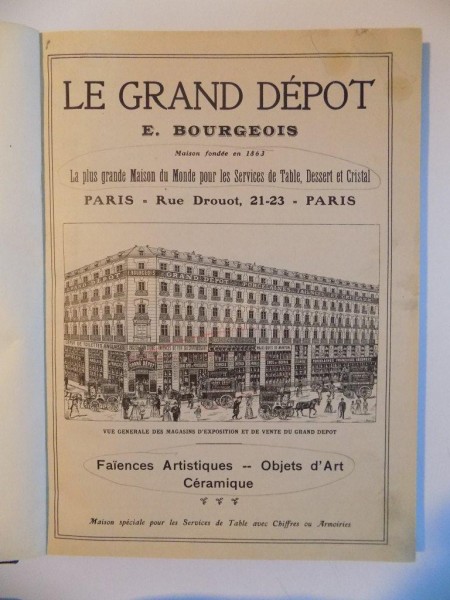 LE GRAND DÉPOT
E. BOURGEOIS
Maison fondée en 1863
La plus grande Maison du Monde pour les Services de Table, Dessert et Cristal
PARIS - Rue Drouot, 21-23 - PARIS
GRAND DEPOT
VUE GENERALE DES MAGASINS D'EXPOSITION ET DE VENTE DU GRAND DEPOT
Faïences Artistiques -- Objets d'Art
Céramique
Maison spéciale pour les Services de Table avec Chiffres ou Armoiries